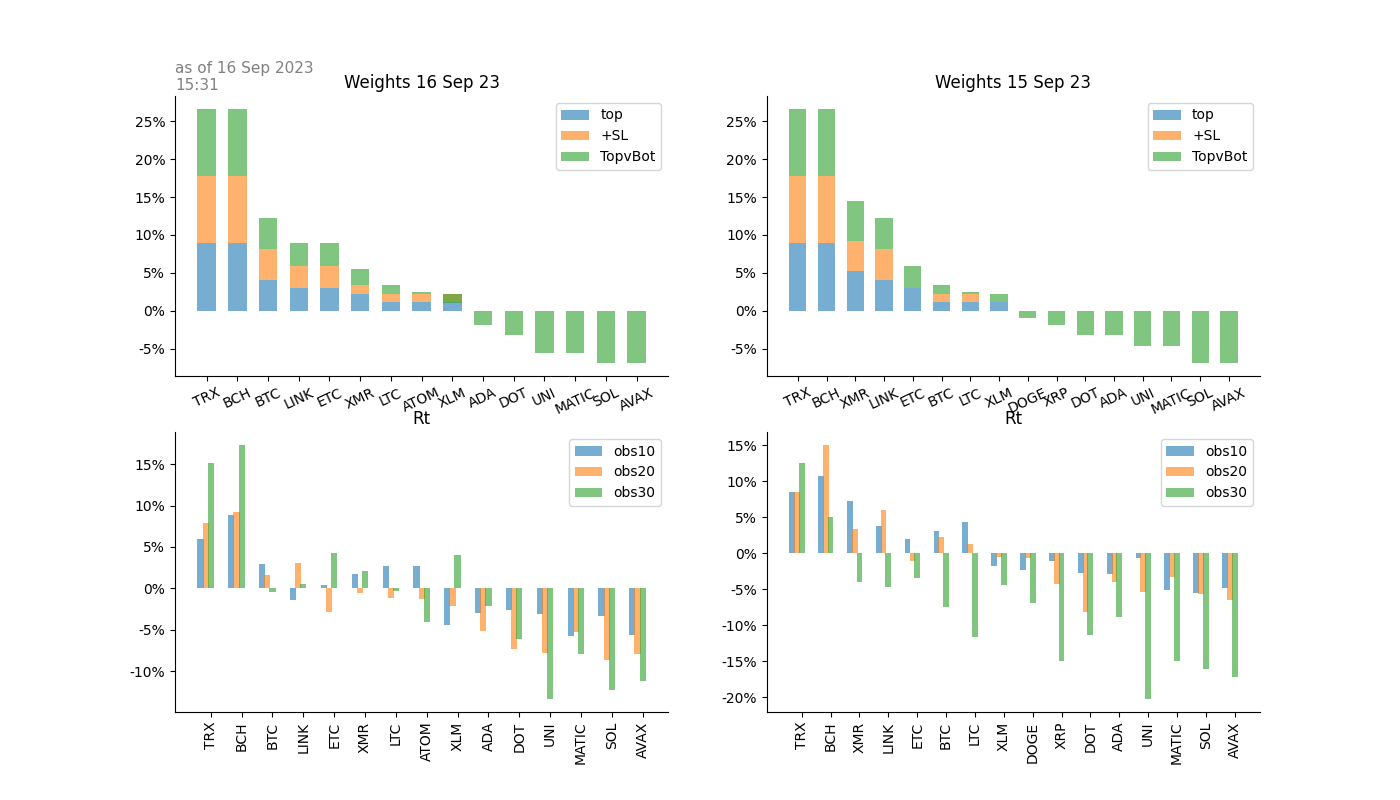 as of 16 Sep 2023
15:31
Weights 16 Sep 23
25%
20%
15%
10%
5%
0%
-5%
top
+SL
TopvBot
TRX BCH BTC LINK ETC XMR LTC ATOM XLM ADA DOT UNI MATIC SOL AVAX
Weights 15 Sep 23
25%
20%
15%
10%
5%
0%
-5%
top
+SL
TopvBot
TRX BCH XMR LINK ETC BTC LTC XLM DOGE XRP DOT ADA UNI MATIC SOL AVAX
Rt
15%
10%
5%
0%
-5%
-10%
obs10
obs20
obs30
TRX BCH BTC LINK ETC XMR LTC ATOM XLM ADA DOT UNI MATIC SOL AVAX
Rt
15%
10%
5%
0%
-5%
-10%
-15%
-20%
obs10
obs20
obs30
TRX BCH XMR LINK ETC BTC LTC XLM DOGE XRP DOT ADA UNI MATIC SOL AVAX